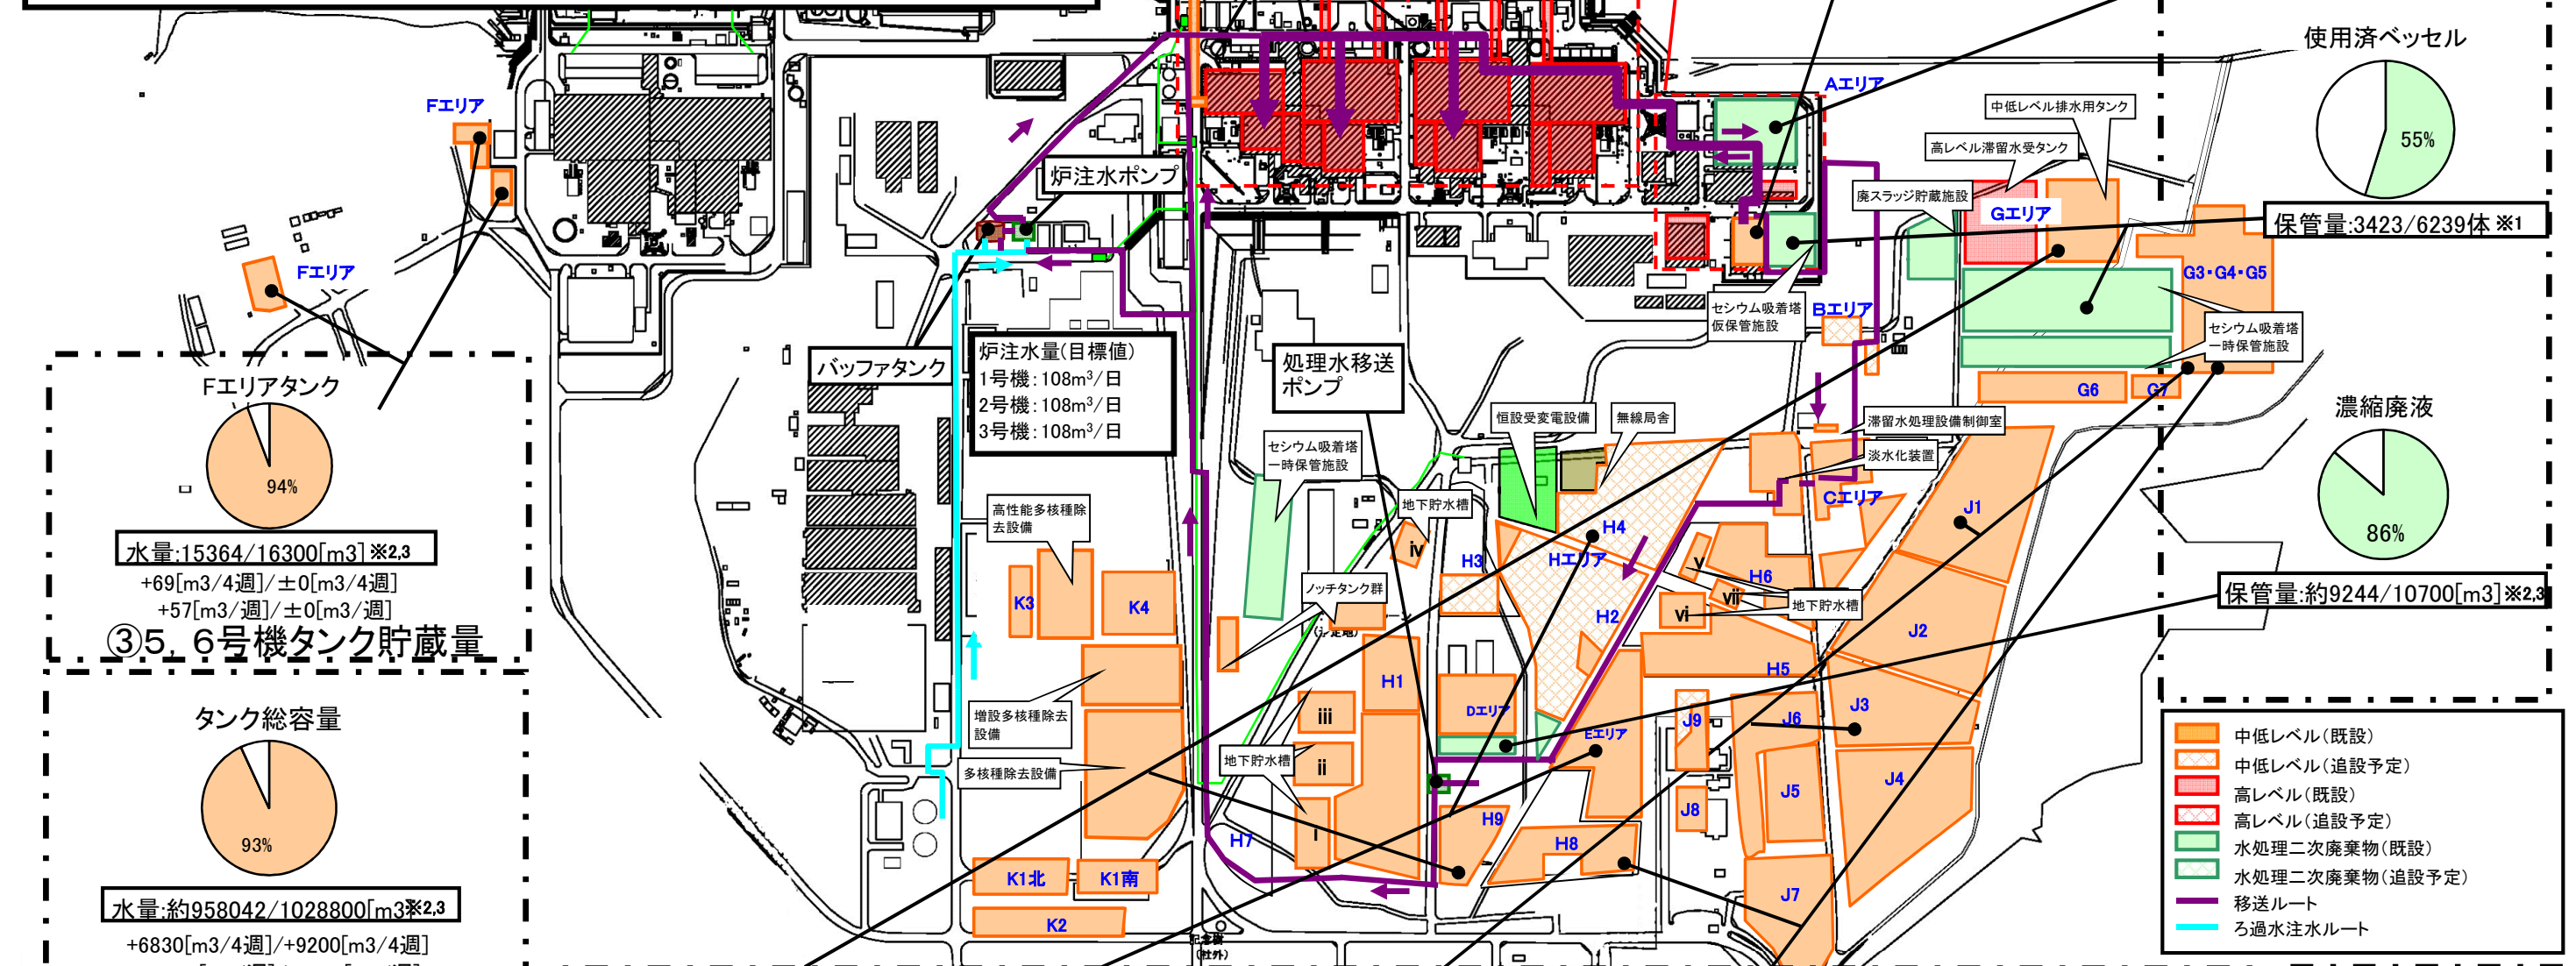 Fエリア
Fエリア
Fエリアタンク
94%
水量:15364/16300[m3]※2,3
+69[m3/4週]/±0[m3/4週]
+57[m3/週]/±0[m3/週]
③5, 6号機タンク貯蔵量
タンク総容量
93%
水量:約958042/1028800[m3]※2,3
+6830[m3/4週]/+9200[m3/4週]
炉注水ポンプ
バッファタンク
炉注水量(目標値)
1号機:108m³/日
2号機:108m³/日
3号機:108m³/日
処理水移送
ポンプ
セシウム吸着塔
一時保管施設
高性能多核種除
去設備
K3
K4
増設多核種除去
設備
多核種除去設備
K1北
K1南
K2
ノッチタンク群
地下貯水槽
iv
地下貯水槽
iii
ii
i
H1
H7
恒設受変電設備
無線局舎
H3
H4
Hエリア
H2
Dエリア
Eエリア
H9
H8
v
vi
vii
H6
地下貯水槽
H5
Aエリア
セシウム吸着塔
仮保管施設
Bエリア
滞留水処理設備制御室
淡水化装置
Cエリア
J1
J2
J3
J4
J5
J6
J7
J8
J9
中低レベル排水用タンク
高レベル滞留水受タンク
廃スラッジ貯蔵施設
Gエリア
G3・G4・G5
セシウム吸着塔
一時保管施設
G6
G7
使用済ベッセル
55%
保管量:3423/6239体 ※1
濃縮廃液
86%
保管量:約9244/10700[m3]※2,3
中低レベル(既設)
中低レベル(追設予定)
高レベル(既設)
高レベル(追設予定)
水処理二次廃棄物(既設)
水処理二次廃棄物(追設予定)
移送ルート
ろ過水注水ルート